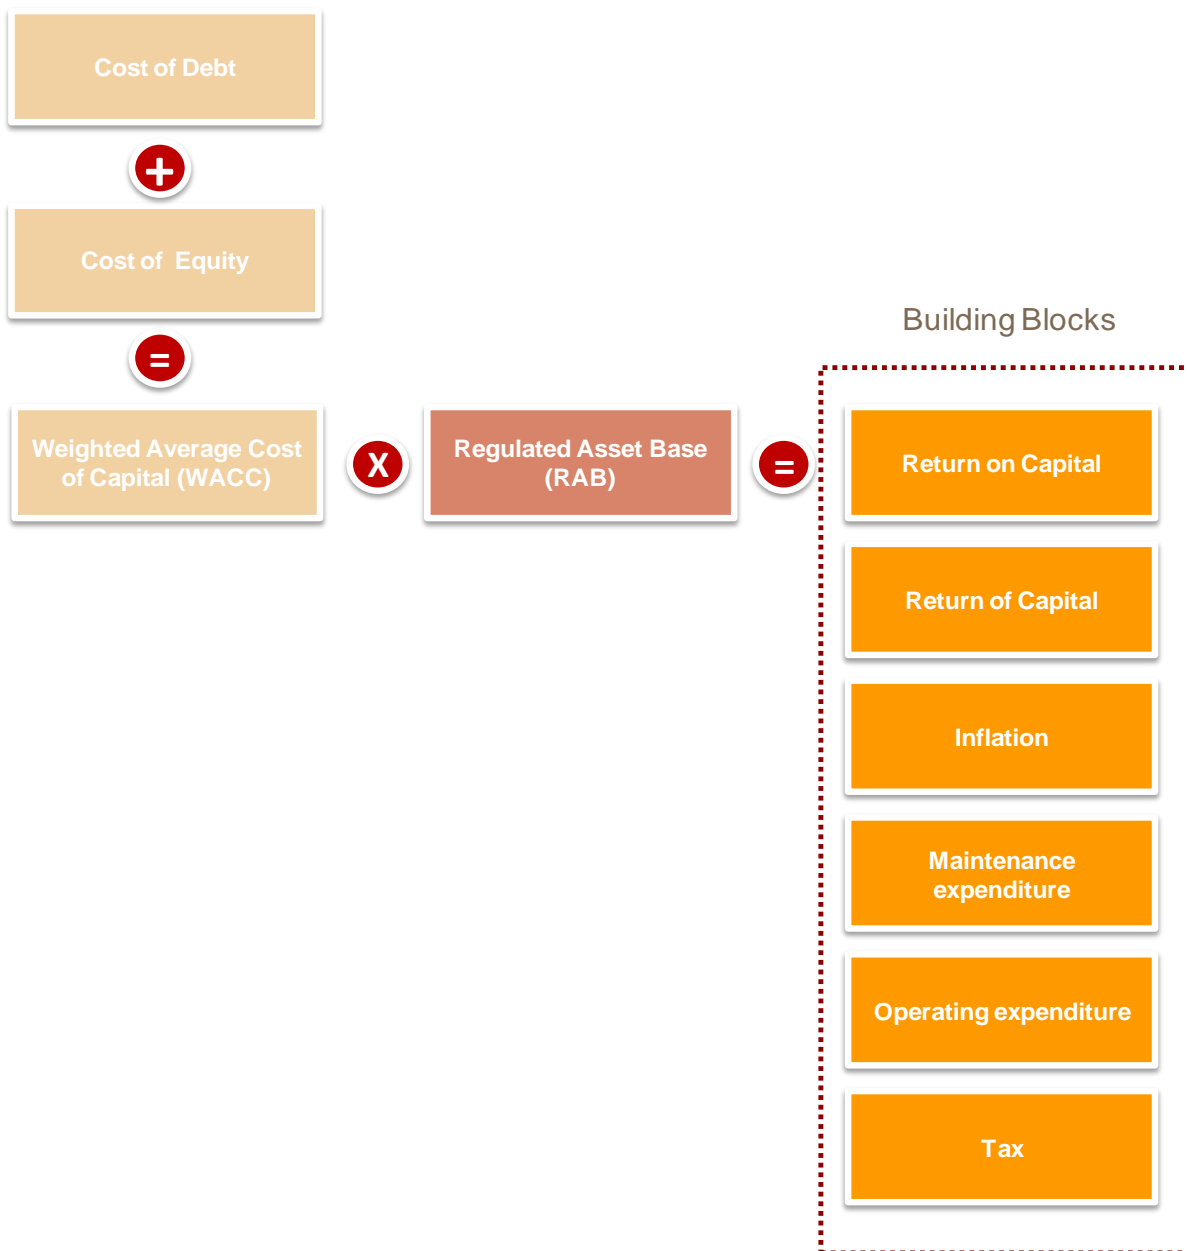 Cost of Debt
+
Cost of Equity
=
Building Blocks
Weighted Average Cost
of Capital (WACC)
X
Regulated Asset Base
(RAB)
=
Return on Capital
Return of Capital
Inflation
Maintenance
expenditure
Operating expenditure
Tax